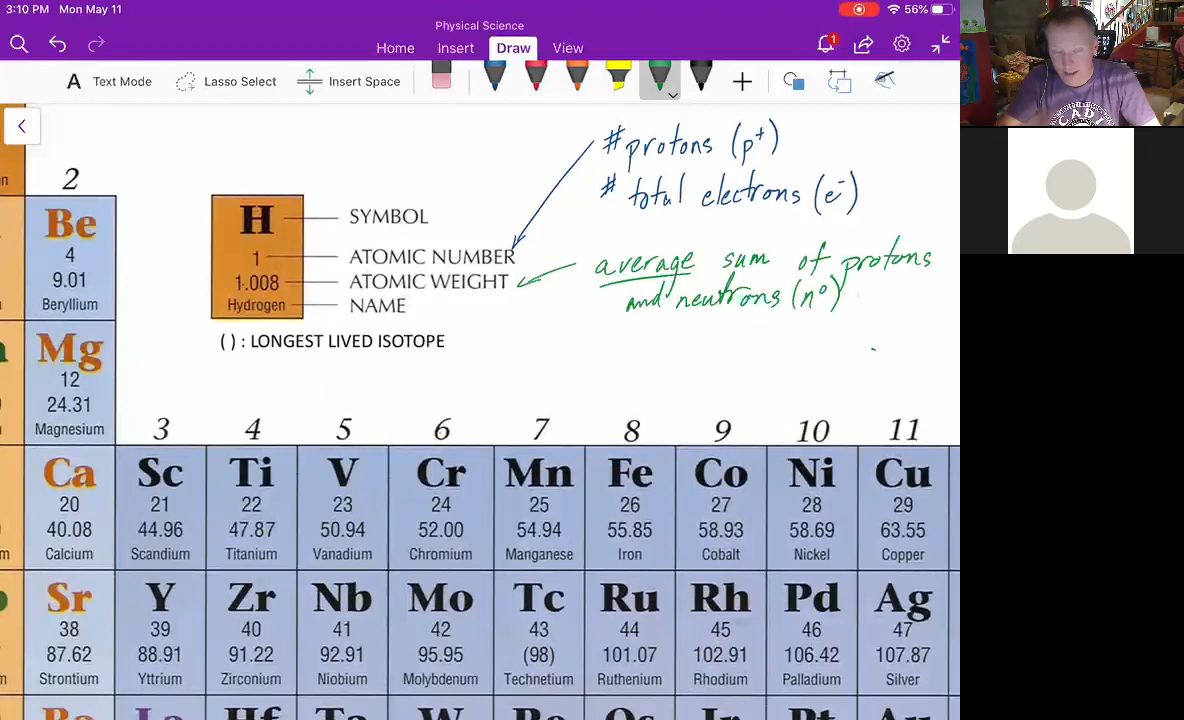 3:10 PM Mon May 11
56%
Physical Science
Home Insert Draw View
1
A Text Mode Lasso Select Insert Space
# protons (p+)
# total electrons (e-)
average sum of protons
and neutrons (n°)
H SYMBOL
1 ATOMIC NUMBER
1.008 ATOMIC WEIGHT
Hydrogen NAME
( ) : LONGEST LIVED ISOTOPE
2
Be
4
9.01
Beryllium
Mg
12
24.31
Magnesium
3 4 5 6 7 8 9 10 11
Ca Sc Ti V Cr Mn Fe Co Ni Cu
20 21 22 23 24 25 26 27 28 29
40.08 44.96 47.87 50.94 52.00 54.94 55.85 58.93 58.69 63.55
Calcium Scandium Titanium Vanadium Chromium Manganese Iron Cobalt Nickel Copper
Sr Y Zr Nb Mo Tc Ru Rh Pd Ag
38 39 40 41 42 43 44 45 46 47
87.62 88.91 91.22 92.91 95.95 (98) 101.07 102.91 106.42 107.87
Strontium Yttrium Zirconium Niobium Molybdenum Technetium Ruthenium Rhodium Palladium Silver